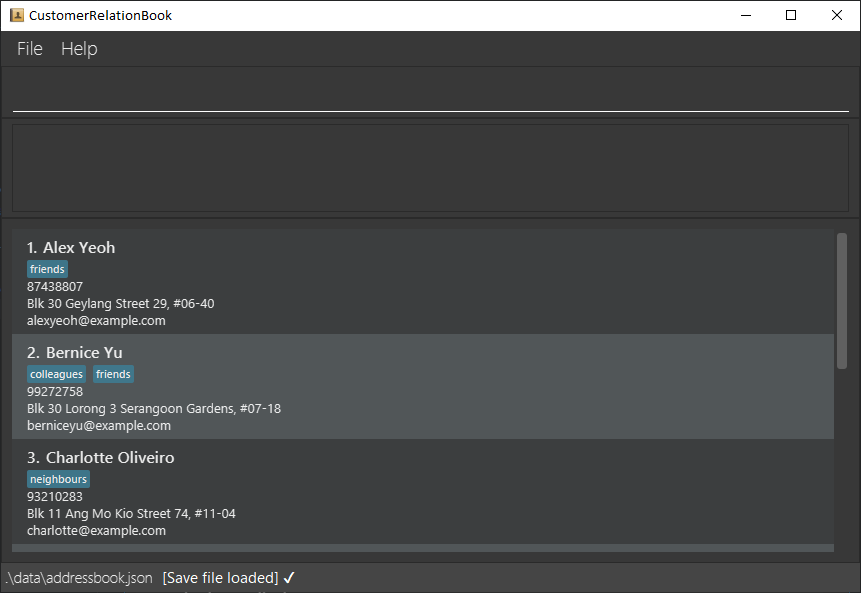 CustomerRelationBook
File Help
1. Alex Yeoh
friends
87438807
Blk 30 Geylang Street 29, #06-40
alexyeoh@example.com
2. Bernice Yu
colleagues friends
99272758
Blk 30 Lorong 3 Serangoon Gardens, #07-18
berniceyu@example.com
3. Charlotte Oliveiro
neighbours
93210283
Blk 11 Ang Mo Kio Street 74, #11-04
charlotte@example.com
.\data\addressbook.json [Save file loaded] ✓